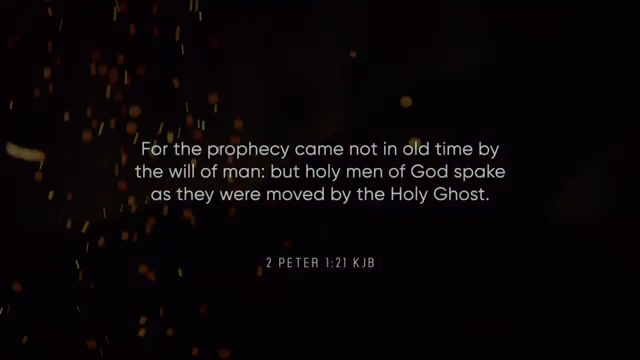 For the prophecy came not in old time by
the will of man: but holy men of God spake
as they were moved by the Holy Ghost.
2 PETER 1:21 KJB